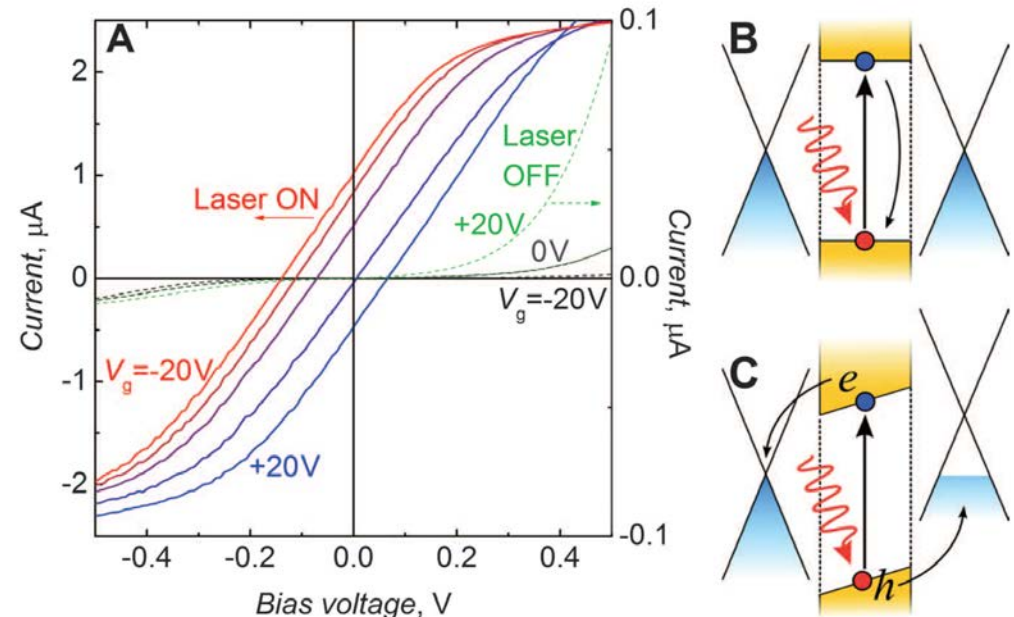 A
2
1
0
-1
-2
Current, μA
-0.4
-0.2
0.0
0.2
0.4
Bias voltage, V
0.1
0.0
-0.1
Current, μA
Laser ON
Laser
OFF
+20V
0V
Vg=-20V
Vg=-20V
+20V
B
C
e
h